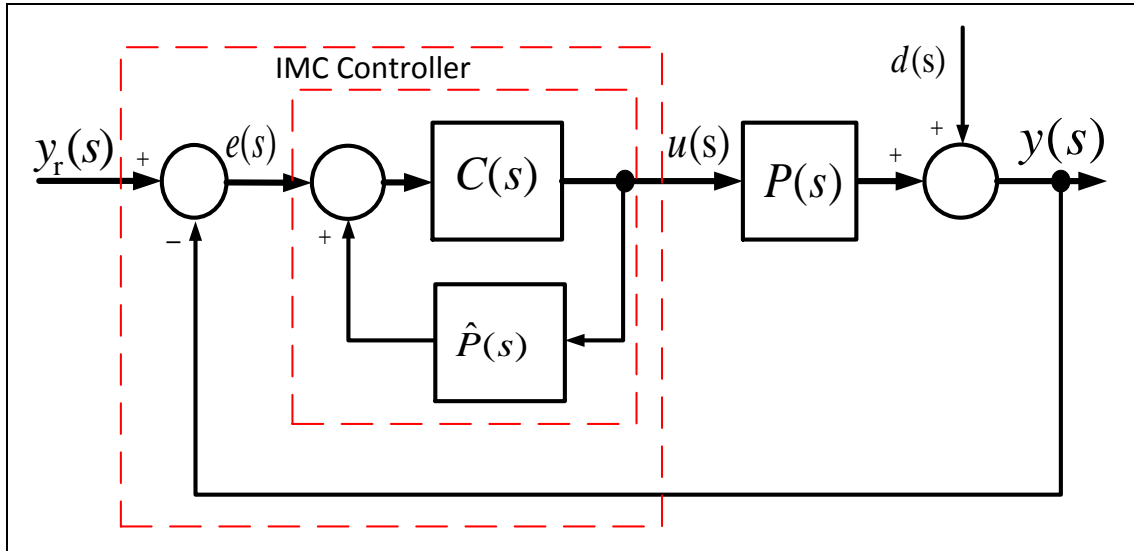 IMC Controller
d(s)
y_r(s)
+
e(s)
C(s)
u(s)
P(s)
+
+
y(s)
−
+
P̂(s)